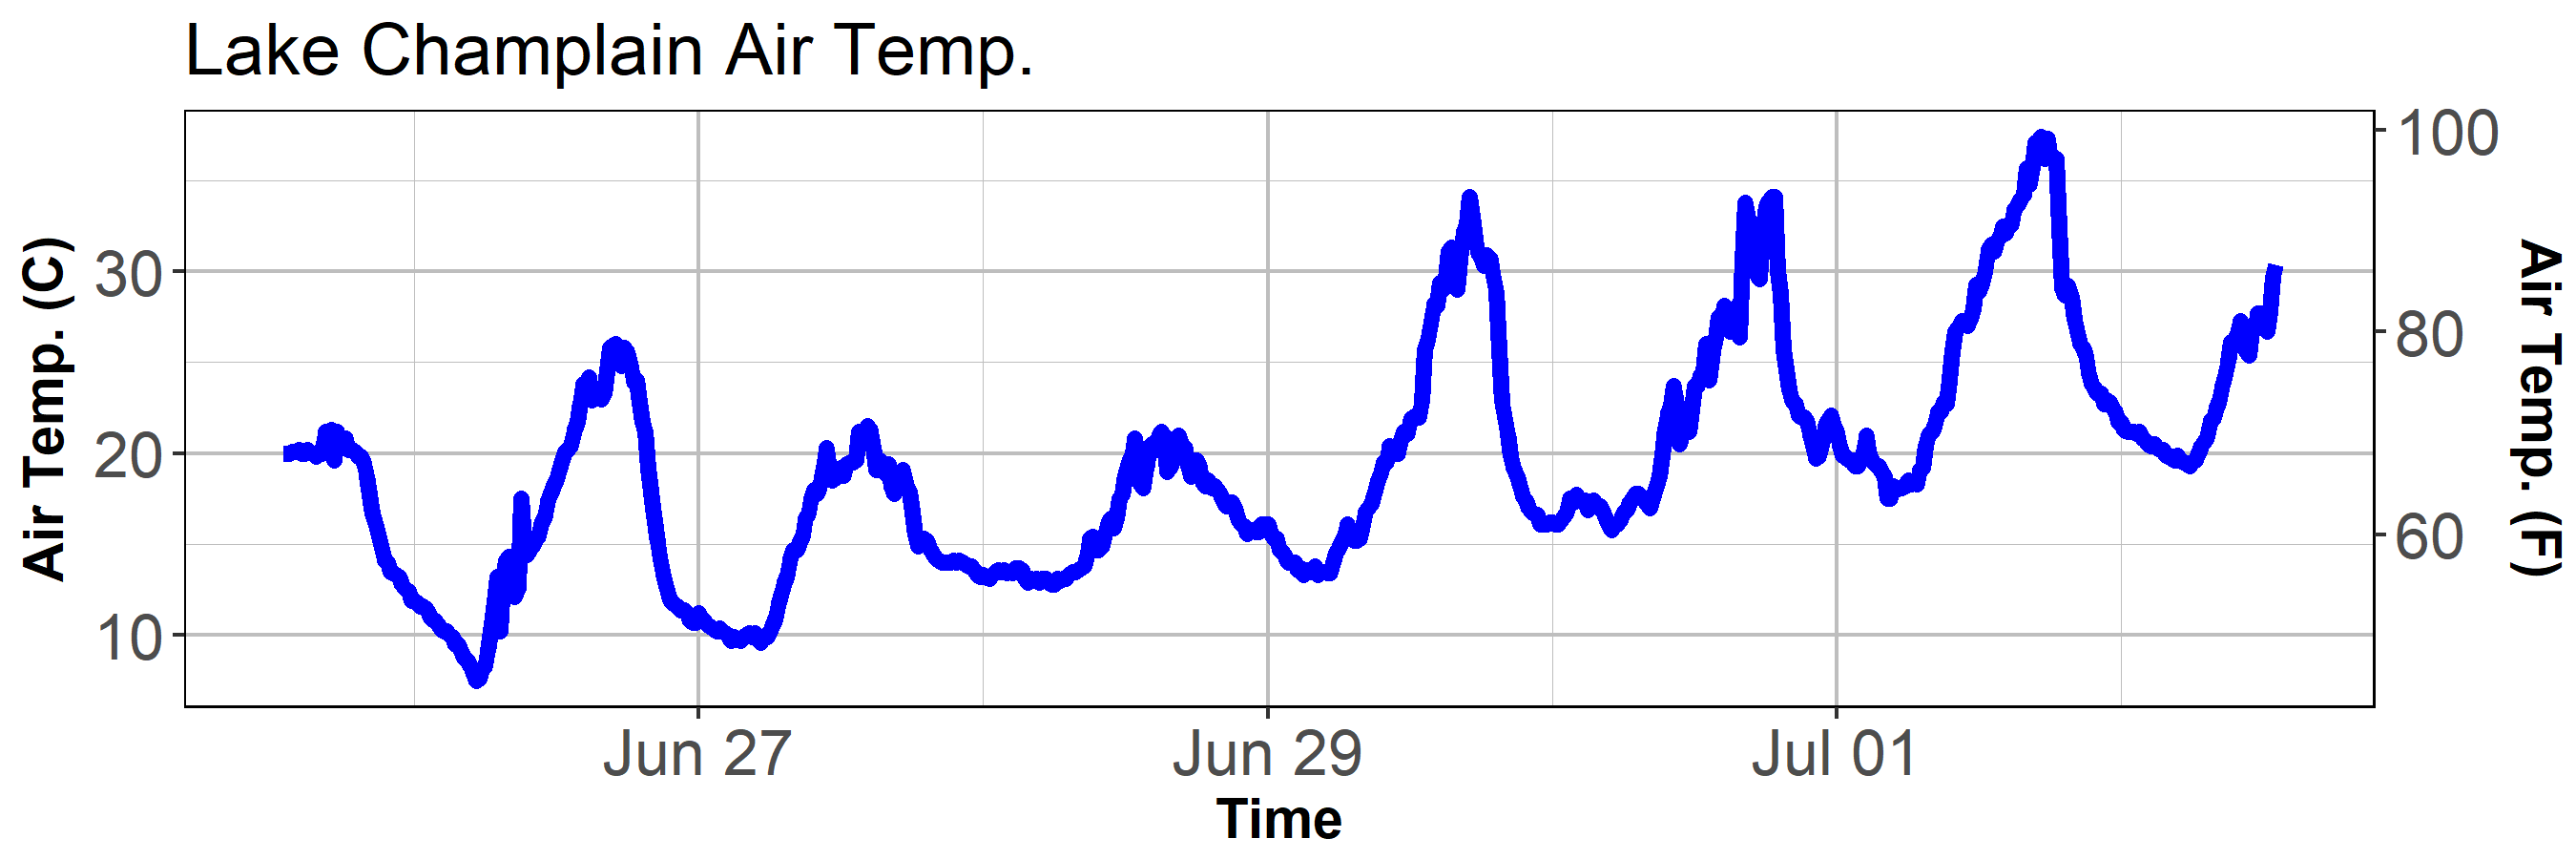 Lake Champlain Air Temp.
Air Temp. (C)
30
20
10
100
80
60
Air Temp. (F)
Jun 27
Jun 29
Jul 01
Time